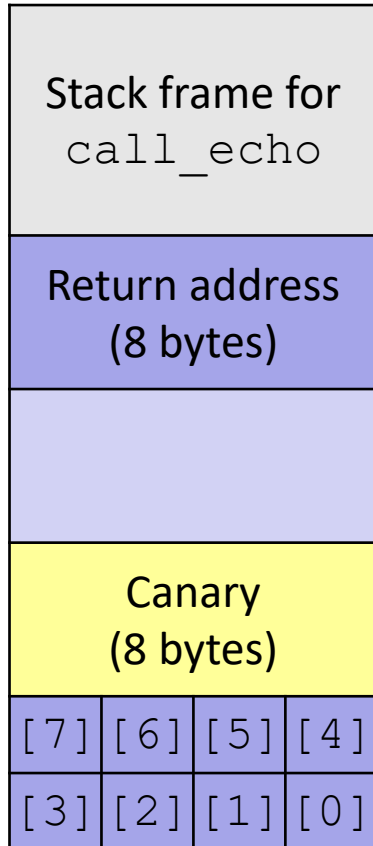 Stack frame for
call_echo
Return address
(8 bytes)
Canary
(8 bytes)
[7] [6] [5] [4]
[3] [2] [1] [0]